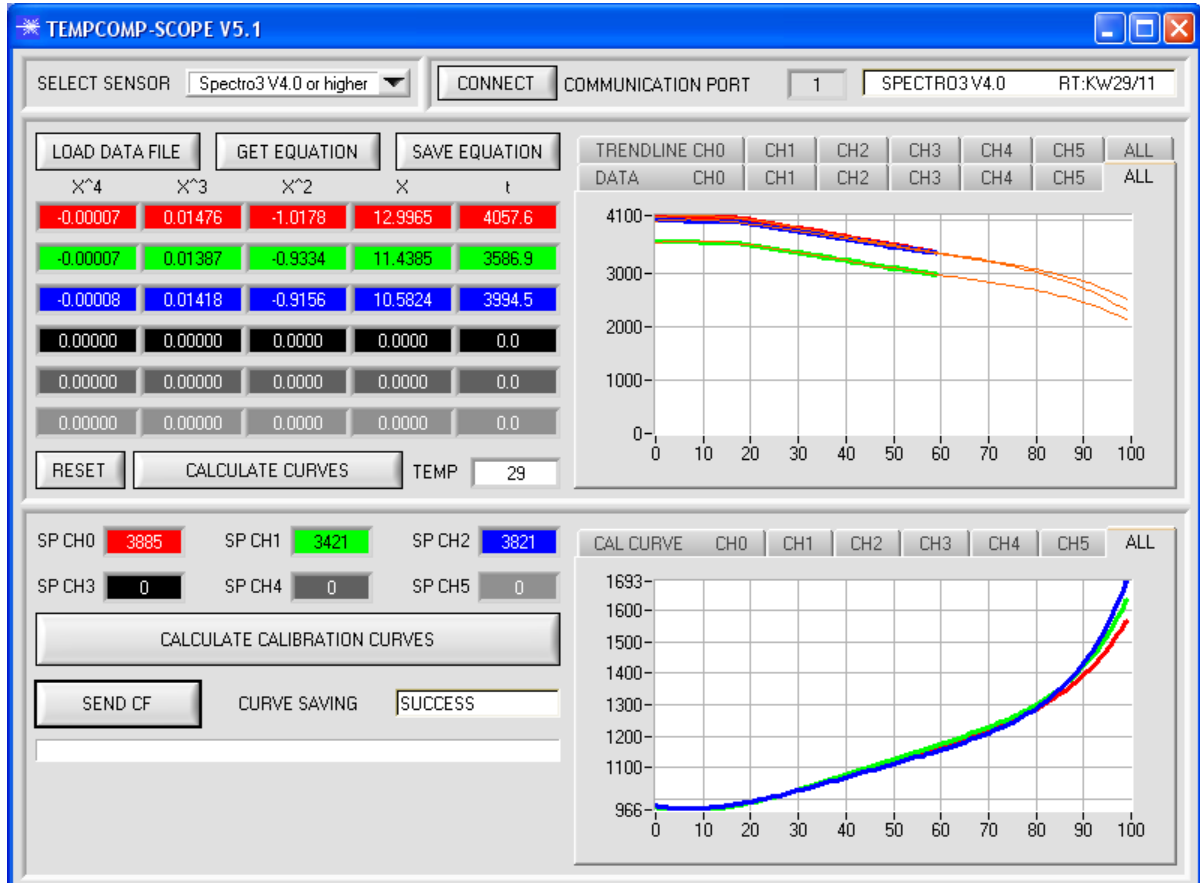 TEMPCOMP-SCOPE V5.1
SELECT SENSOR Spectro3 V4.0 or higher CONNECT COMMUNICATION PORT 1 SPECTRO3 V4.0 RT:KW29/11
LOAD DATA FILE GET EQUATION SAVE EQUATION
X^4 X^3 X^2 X t
-0.00007 0.01476 -1.0178 12.9965 4057.6
-0.00007 0.01387 -0.9334 11.4385 3586.9
-0.00008 0.01418 -0.9156 10.5824 3994.5
0.00000 0.00000 0.0000 0.0000 0.0
0.00000 0.00000 0.0000 0.0000 0.0
0.00000 0.00000 0.0000 0.0000 0.0
RESET CALCULATE CURVES TEMP 29
TRENDLINE CH0 CH1 CH2 CH3 CH4 CH5 ALL
DATA CH0 CH1 CH2 CH3 CH4 CH5 ALL
4100
3000
2000
1000
0
0 10 20 30 40 50 60 70 80 90 100
SP CH0 3885 SP CH1 3421 SP CH2 3821
SP CH3 0 SP CH4 0 SP CH5 0
CALCULATE CALIBRATION CURVES
SEND CF CURVE SAVING SUCCESS
CAL CURVE CH0 CH1 CH2 CH3 CH4 CH5 ALL
1693
1600
1500
1400
1300
1200
1100
966
0 10 20 30 40 50 60 70 80 90 100